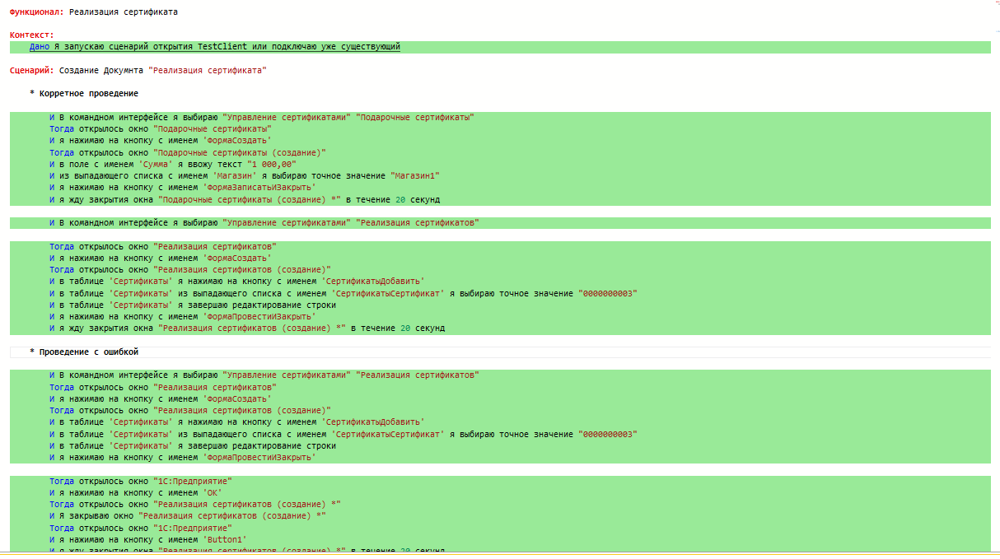 Функционал: Реализация сертификата
Контекст:
Дано Я запускаю сценарий открытия TestClient или подключаю уже существующий
Сценарий: Создание Докумнта "Реализация сертификата"
* Корретное проведение
И В командном интерфейсе я выбираю "Управление сертификатами" "Подарочные сертификаты"
Тогда открылось окно "Подарочные сертификаты"
И я нажимаю на кнопку с именем 'ФормаСоздать'
Тогда открылось окно "Подарочные сертификаты (создание)"
И в поле с именем 'Сумма' я ввожу текст "1 000,00"
И из выпадающего списка с именем 'Магазин' я выбираю точное значение "Магазин1"
И я нажимаю на кнопку с именем 'ФормаЗаписатьИЗакрыть'
И я жду закрытия окна "Подарочные сертификаты (создание) *" в течение 20 секунд
И В командном интерфейсе я выбираю "Управление сертификатами" "Реализация сертификатов"
Тогда открылось окно "Реализация сертификатов"
И я нажимаю на кнопку с именем 'ФормаСоздать'
Тогда открылось окно "Реализация сертификатов (создание)"
И в таблице 'Сертификаты' я нажимаю на кнопку с именем 'СертификатыДобавить'
И в таблице 'Сертификаты' из выпадающего списка с именем 'СертификатыСертификат' я выбираю точное значение "0000000003"
И в таблице 'Сертификаты' я завершаю редактирование строки
И я нажимаю на кнопку с именем 'ФормаПровестиИЗакрыть'
И я жду закрытия окна "Реализация сертификатов (создание) *" в течение 20 секунд
* Проведение с ошибкой
И В командном интерфейсе я выбираю "Управление сертификатами" "Реализация сертификатов"
Тогда открылось окно "Реализация сертификатов"
И я нажимаю на кнопку с именем 'ФормаСоздать'
Тогда открылось окно "Реализация сертификатов (создание)"
И в таблице 'Сертификаты' я нажимаю на кнопку с именем 'СертификатыДобавить'
И в таблице 'Сертификаты' из выпадающего списка с именем 'СертификатыСертификат' я выбираю точное значение "0000000003"
И в таблице 'Сертификаты' я завершаю редактирование строки
И я нажимаю на кнопку с именем 'ФормаПровестиИЗакрыть'
Тогда открылось окно "1С:Предприятие"
И я нажимаю на кнопку с именем 'OK'
Тогда открылось окно "Реализация сертификатов (создание) *"
И Я закрываю окно "Реализация сертификатов (создание) *"
Тогда открылось окно "1С:Предприятие"
И я нажимаю на кнопку с именем 'Button1'
И я жду закрытия окна "Реализация сертификатов (создание) *" в течение 20 секунд